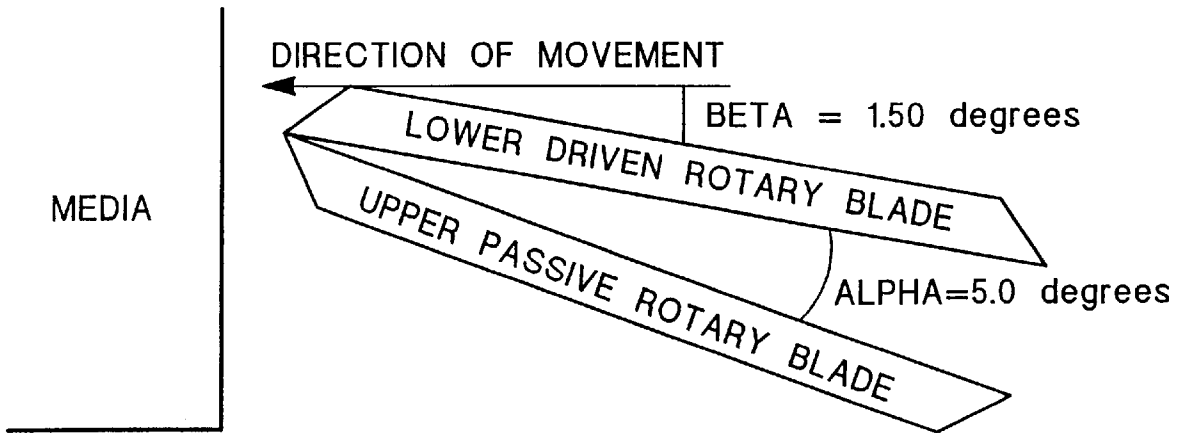 DIRECTION OF MOVEMENT
BETA = 1.50 degrees
LOWER DRIVEN ROTARY BLADE
MEDIA
UPPER PASSIVE ROTARY BLADE
ALPHA=5.0 degrees